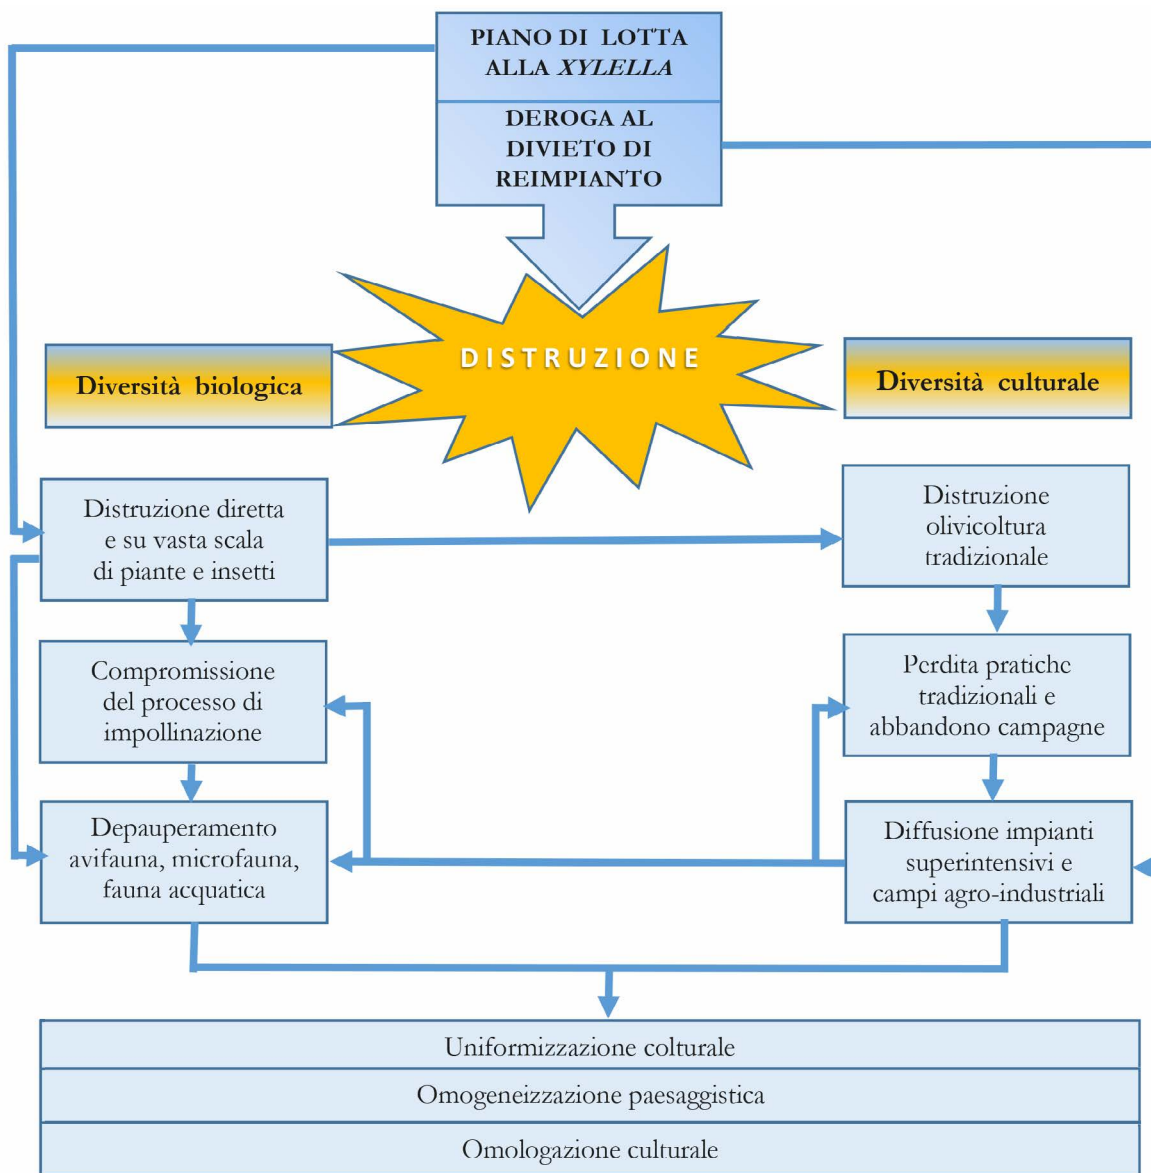 PIANO DI LOTTA
ALLA XYLELLA
DEROGA AL
DIVIETO DI
REIMPIANTO
DISTRUZIONE
Diversità biologica
Diversità culturale
Distruzione diretta
e su vasta scala
di piante e insetti
Distruzione
olivicoltura
tradizionale
Compromissione
del processo di
impollinazione
Perdita pratiche
tradizionali e
abbandono campagne
Depauperamento
avifauna, microfauna,
fauna acquatica
Diffusione impianti
superintensivi e
campi agro-industriali
Uniformizzazione colturale
Omogeneizzazione paesaggistica
Omologazione culturale